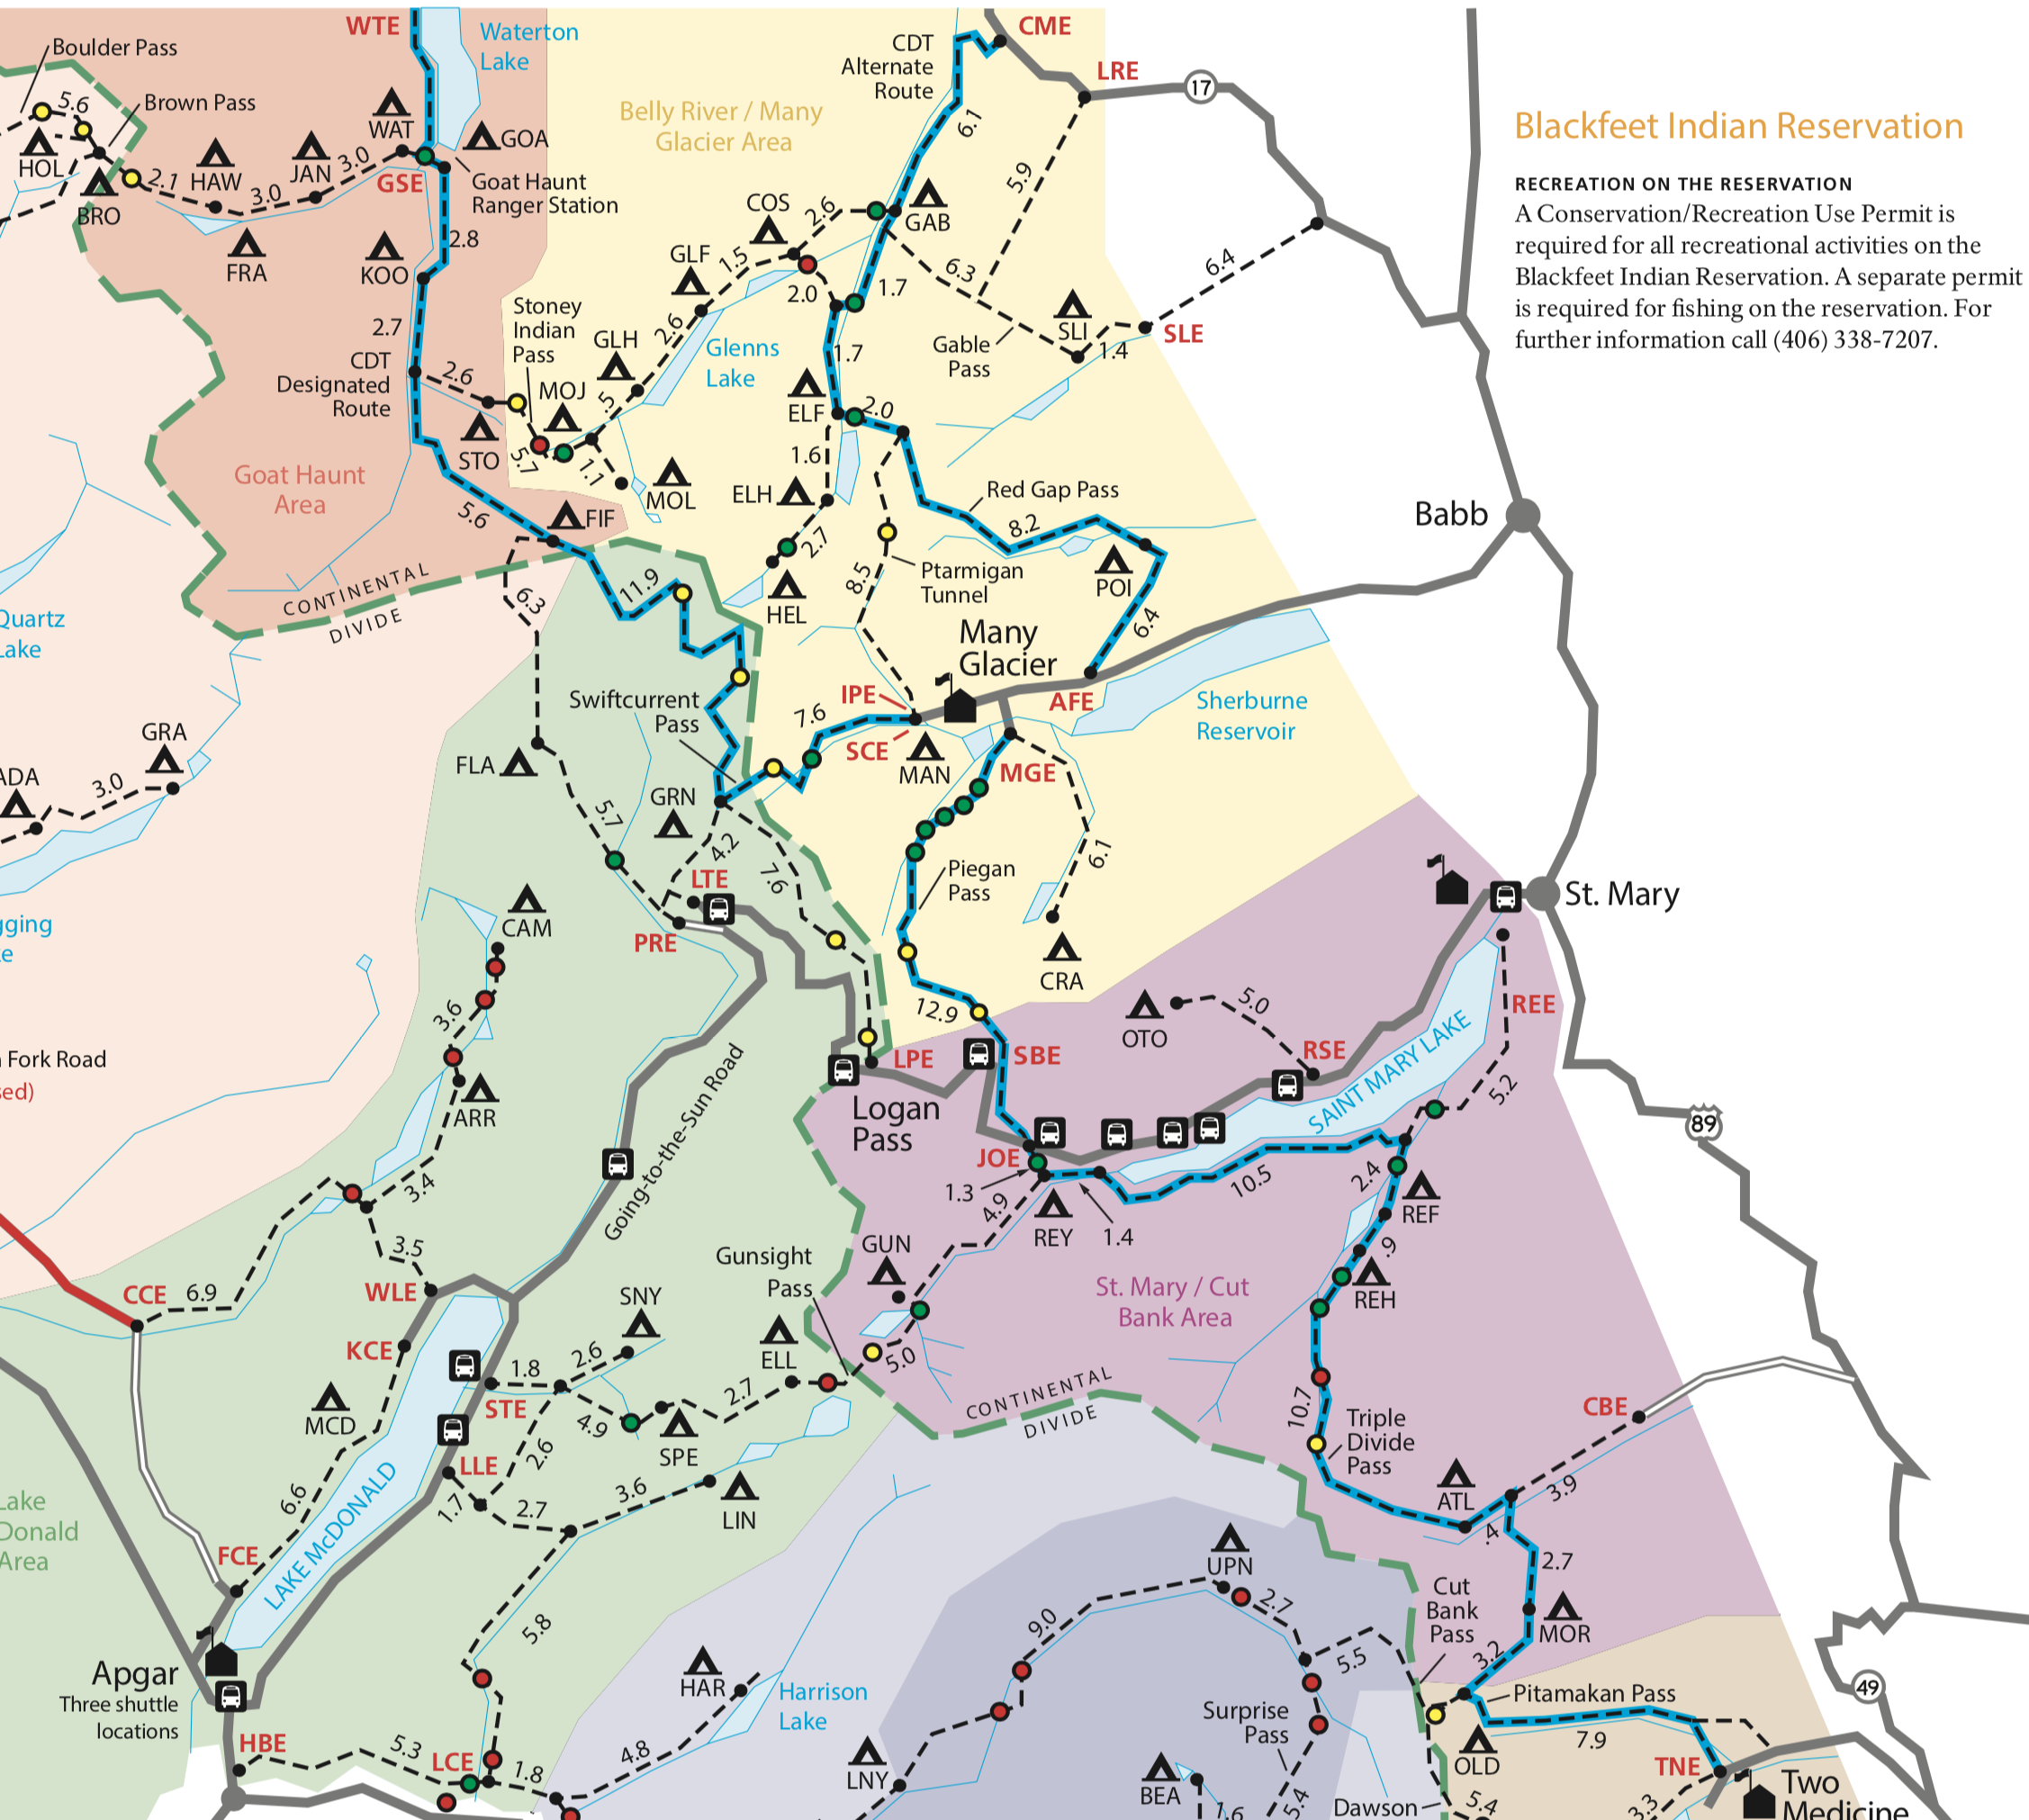 WTE
Waterton
Lake
CME
CDT
Alternate
Route
LRE
17
Boulder Pass
5.6
Brown Pass
Belly River / Many
Glacier Area
6.1
Blackfeet Indian Reservation
RECREATION ON THE RESERVATION
A Conservation/Recreation Use Permit is
required for all recreational activities on the
Blackfeet Indian Reservation. A separate permit
is required for fishing on the reservation. For
further information call (406) 338-7207.
WAT
GOA
HOL
BRO
2.1
HAW
3.0
JAN
3.0
GSE
Goat Haunt
Ranger Station
FRA
KOO
2.8
2.7
COS
2.6
GAB
5.9
GLF
1.5
2.0
1.7
6.3
6.4
Stoney
Indian
Pass
GLH
2.6
Glenns
Lake
1.7
Gable
Pass
SLI
1.4
SLE
CDT
Designated
Route
2.6
MOJ
.5
ELF
2.0
STO
5.7
1.1
MOL
1.6
ELH
Goat Haunt
Area
5.6
FIF
Red Gap Pass
8.2
Babb
2.7
HEL
8.5
Ptarmigan
Tunnel
POI
6.4
CONTINENTAL
DIVIDE
11.9
6.3
Quartz
Lake
Many
Glacier
IPE
AFE
Swiftcurrent
Pass
7.6
SCE
MAN
MGE
Sherburne
Reservoir
GRA
ADA
3.0
FLA
5.7
GRN
4.2
7.6
LTE
PRE
Piegan
Pass
6.1
CRA
St. Mary
gging
e
CAM
3.6
ARR
Fork Road
sed)
12.9
LPE
SBE
OTO
5.0
RSE
REE
SAINT MARY LAKE
5.2
89
Logan
Pass
JOE
1.3
REY
1.4
10.5
2.4
REF
4.9
.9
REH
Going-to-the-Sun Road
3.4
3.5
WLE
CCE
6.9
KCE
MCD
Gunsight
Pass
GUN
5.0
St. Mary / Cut
Bank Area
SNY
ELL
1.8
2.6
STE
4.9
2.7
SPE
2.6
LLE
1.7
2.7
3.6
LIN
6.6
LAKE McDONALD
FCE
Lake
Donald
Area
CONTINENTAL
DIVIDE
10.7
Triple
Divide
Pass
CBE
3.9
ATL
.4
2.7
MOR
Cut
Bank
Pass
3.2
5.8
UPN
2.7
9.0
5.5
Apgar
Three shuttle
locations
HBE
5.3
LCE
1.8
HAR
4.8
Harrison
Lake
LNY
Surprise
Pass
BEA
1.6
5.4
Dawson
OLD
5.4
Pitamakan Pass
7.9
TNE
3.3
49
Two
Medicine